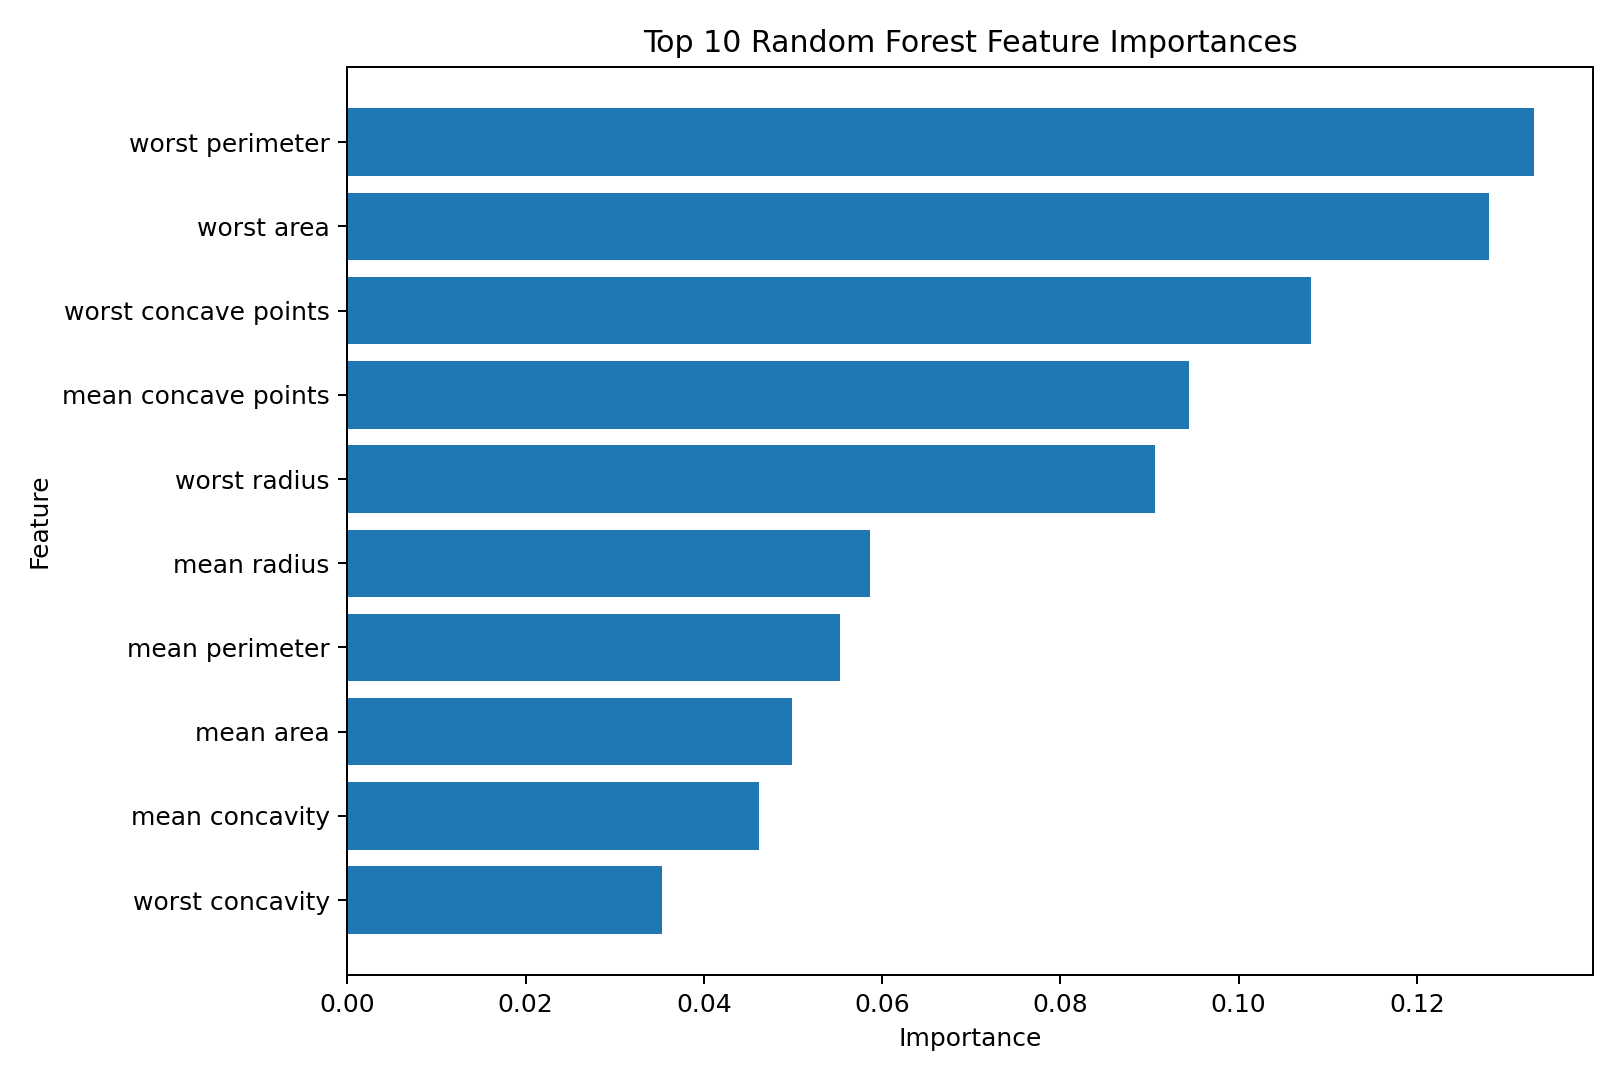 Top 10 Random Forest Feature Importances
worst perimeter
worst area
worst concave points
mean concave points
worst radius
mean radius
mean perimeter
mean area
mean concavity
worst concavity
Feature
0.00 0.02 0.04 0.06 0.08 0.10 0.12
Importance